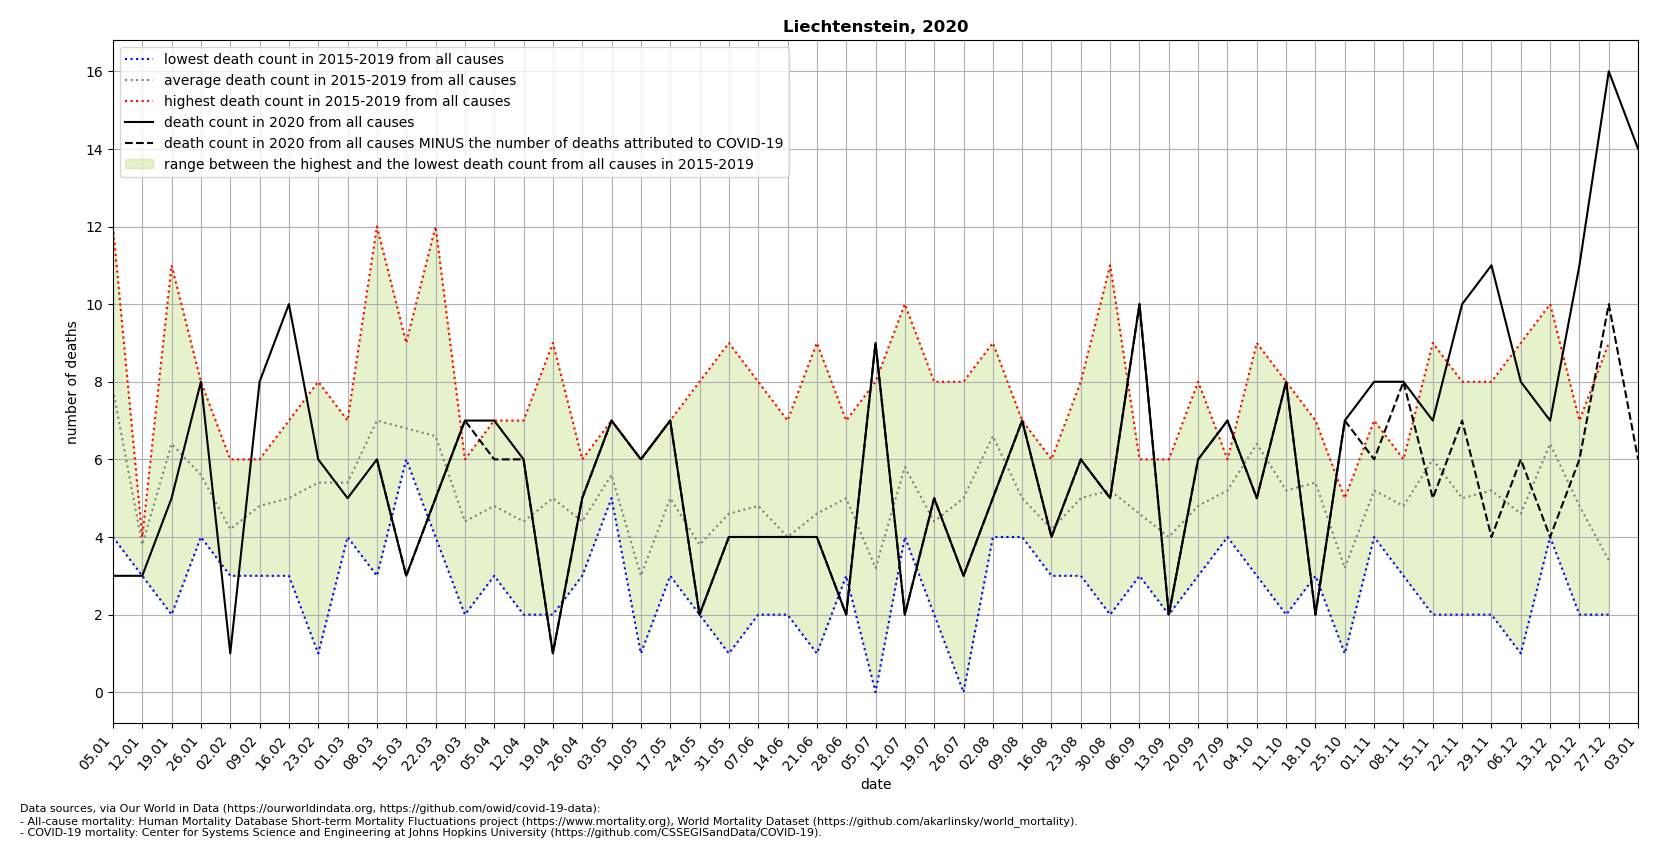 Liechtenstein, 2020
lowest death count in 2015-2019 from all causes
average death count in 2015-2019 from all causes
highest death count in 2015-2019 from all causes
death count in 2020 from all causes
death count in 2020 from all causes MINUS the number of deaths attributed to COVID-19
range between the highest and the lowest death count from all causes in 2015-2019
16
14
12
10
8
6
4
2
0
number of deaths
05.01 12.01 19.01 26.01 02.02 09.02 16.02 23.02 01.03 08.03 15.03 22.03 29.03 05.04 12.04 19.04 26.04 03.05 10.05 17.05 24.05 31.05 07.06 14.06 21.06 28.06 05.07 12.07 19.07 26.07 02.08 09.08 16.08 23.08 30.08 06.09 13.09 20.09 27.09 04.10 11.10 18.10 25.10 01.11 08.11 15.11 22.11 29.11 06.12 13.12 20.12 27.12 03.01
date
Data sources, via Our World in Data (https://ourworldindata.org, https://github.com/owid/covid-19-data):
- All-cause mortality: Human Mortality Database Short-term Mortality Fluctuations project (https://www.mortality.org), World Mortality Dataset (https://github.com/akarlinsky/world_mortality).
- COVID-19 mortality: Center for Systems Science and Engineering at Johns Hopkins University (https://github.com/CSSEGISandData/COVID-19).